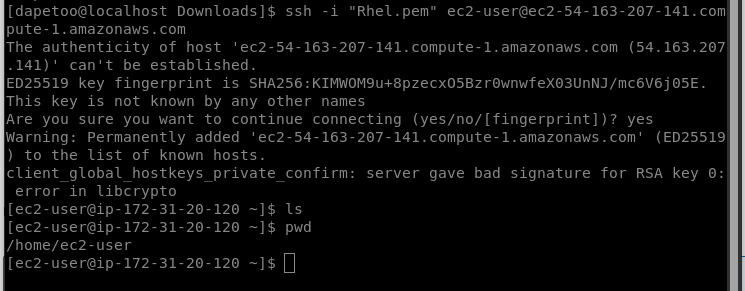 [dapetoo@localhost Downloads]$ ssh -i "Rhel.pem" ec2-user@ec2-54-163-207-141.com
pute-1.amazonaws.com
The authenticity of host 'ec2-54-163-207-141.compute-1.amazonaws.com (54.163.207
.141)' can't be established.
ED25519 key fingerprint is SHA256:KIMWOM9u+8pzecxO5Bzr0wnwfeX03UnNJ/mc6V6j05E.
This key is not known by any other names
Are you sure you want to continue connecting (yes/no/[fingerprint])? yes
Warning: Permanently added 'ec2-54-163-207-141.compute-1.amazonaws.com' (ED25519
) to the list of known hosts.
client_global_hostkeys_private_confirm: server gave bad signature for RSA key 0:
 error in libcrypto
[ec2-user@ip-172-31-20-120 ~]$ ls
[ec2-user@ip-172-31-20-120 ~]$ pwd
/home/ec2-user
[ec2-user@ip-172-31-20-120 ~]$